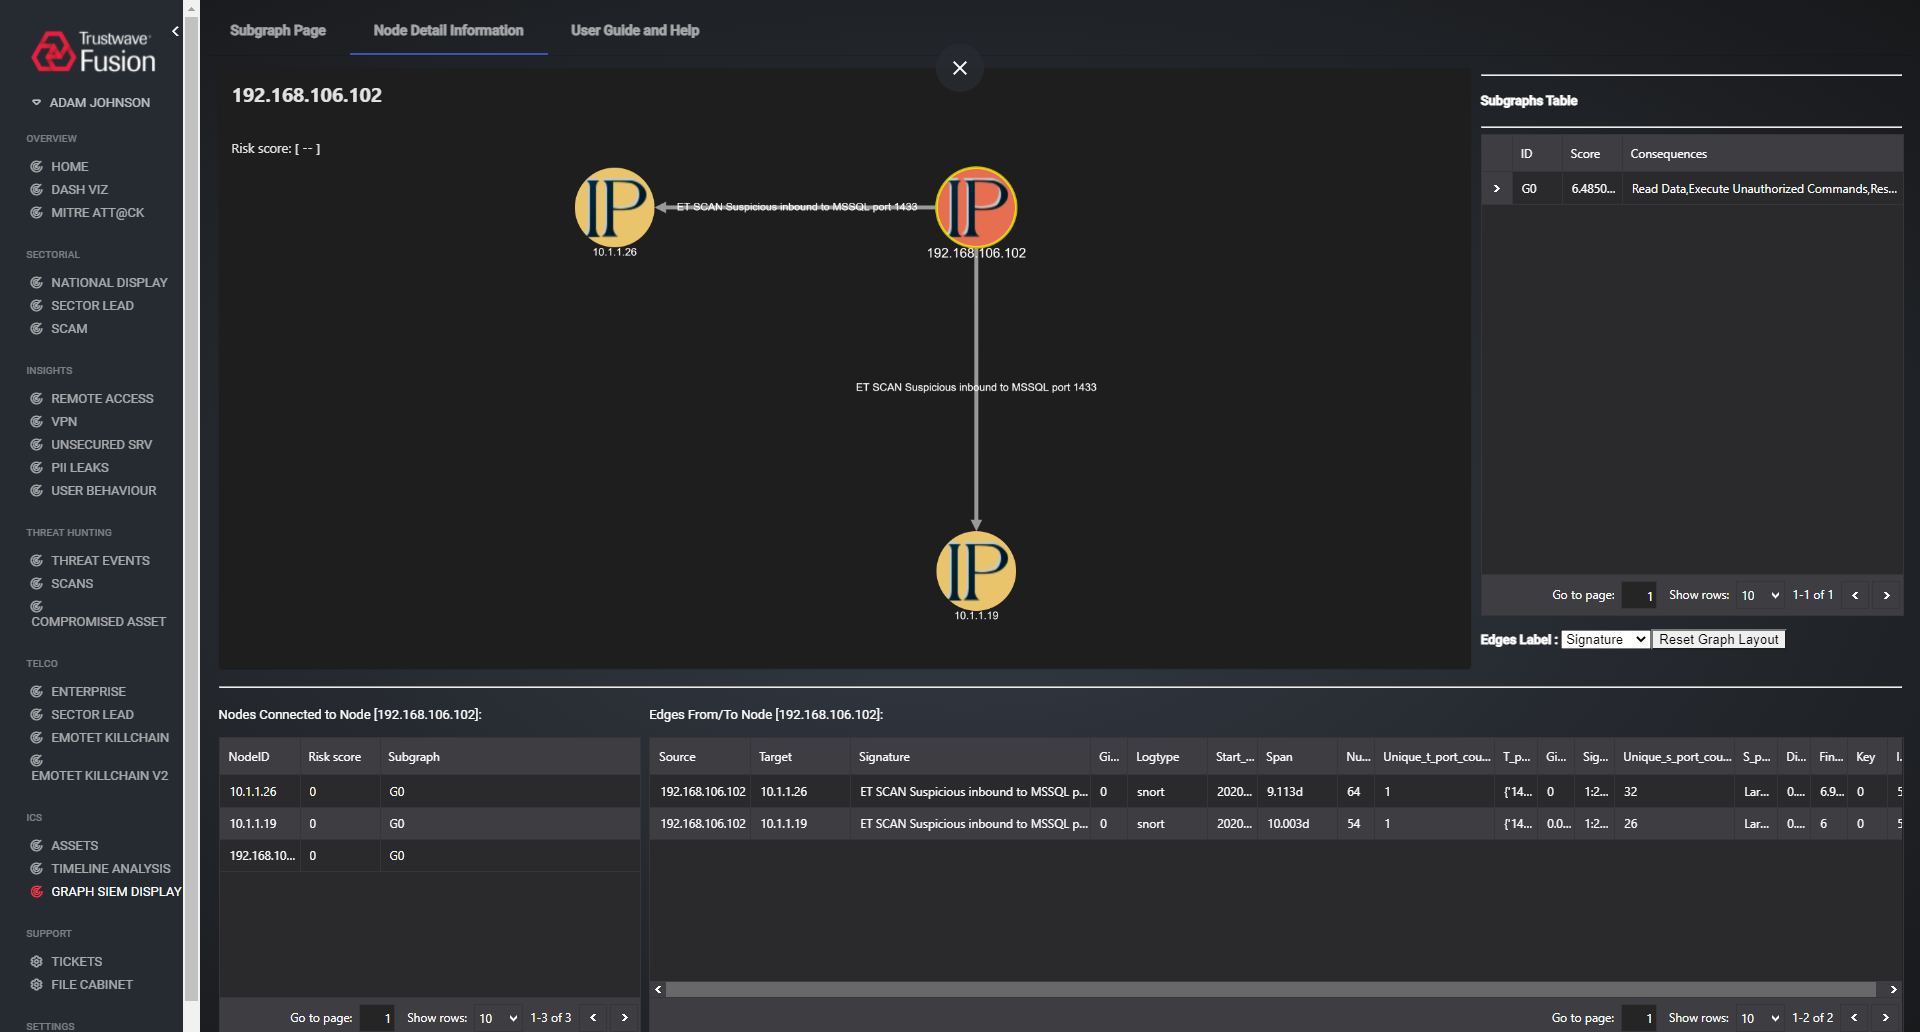 Trustwave
Fusion
ADAM JOHNSON
OVERVIEW
HOME
DASH VIZ
MITRE ATT@CK
SECTORIAL
NATIONAL DISPLAY
SECTOR LEAD
SCAM
INSIGHTS
REMOTE ACCESS
VPN
UNSECURED SRV
PII LEAKS
USER BEHAVIOUR
THREAT HUNTING
THREAT EVENTS
SCANS
COMPROMISED ASSET
TELCO
ENTERPRISE
SECTOR LEAD
EMOTET KILLCHAIN
EMOTET KILLCHAIN V2
ICS
ASSETS
TIMELINE ANALYSIS
GRAPH SIEM DISPLAY
SUPPORT
TICKETS
FILE CABINET
SETTINGS
Subgraph Page Node Detail Information User Guide and Help
192.168.106.102
Risk score: [ -- ]
IP IP
ET SCAN Suspicious inbound to MSSQL port 1433
10.1.1.26 192.168.106.102
ET SCAN Suspicious inbound to MSSQL port 1433
IP
10.1.1.19
Subgraphs Table
ID Score Consequences
G0 6.4850... Read Data,Execute Unauthorized Commands,Res...
Go to page: 1 Show rows: 10 1-1 of 1
Edges Label : Signature Reset Graph Layout
Nodes Connected to Node [192.168.106.102]:
NodeID Risk score Subgraph
10.1.1.26 0 G0
10.1.1.19 0 G0
192.168.10... 0 G0
Go to page: 1 Show rows: 10 1-3 of 3
Edges From/To Node [192.168.106.102]:
Source Target Signature Gi... Logtype Start_... Span Nu... Unique_t_port_cou... T_p... Gi... Sig... Unique_s_port_cou... S_p... Di... Fin... Key
192.168.106.102 10.1.1.26 ET SCAN Suspicious inbound to MSSQL p... 0 snort 2020... 9.113d 64 1 {'14... 0 1:2... 32 Lar... 0.... 6.9... 0 5
192.168.106.102 10.1.1.19 ET SCAN Suspicious inbound to MSSQL p... 0 snort 2020... 10.003d 54 1 {'14... 0.0... 1:2... 26 Lar... 0.... 6 0 5
Go to page: 1 Show rows: 10 1-2 of 2